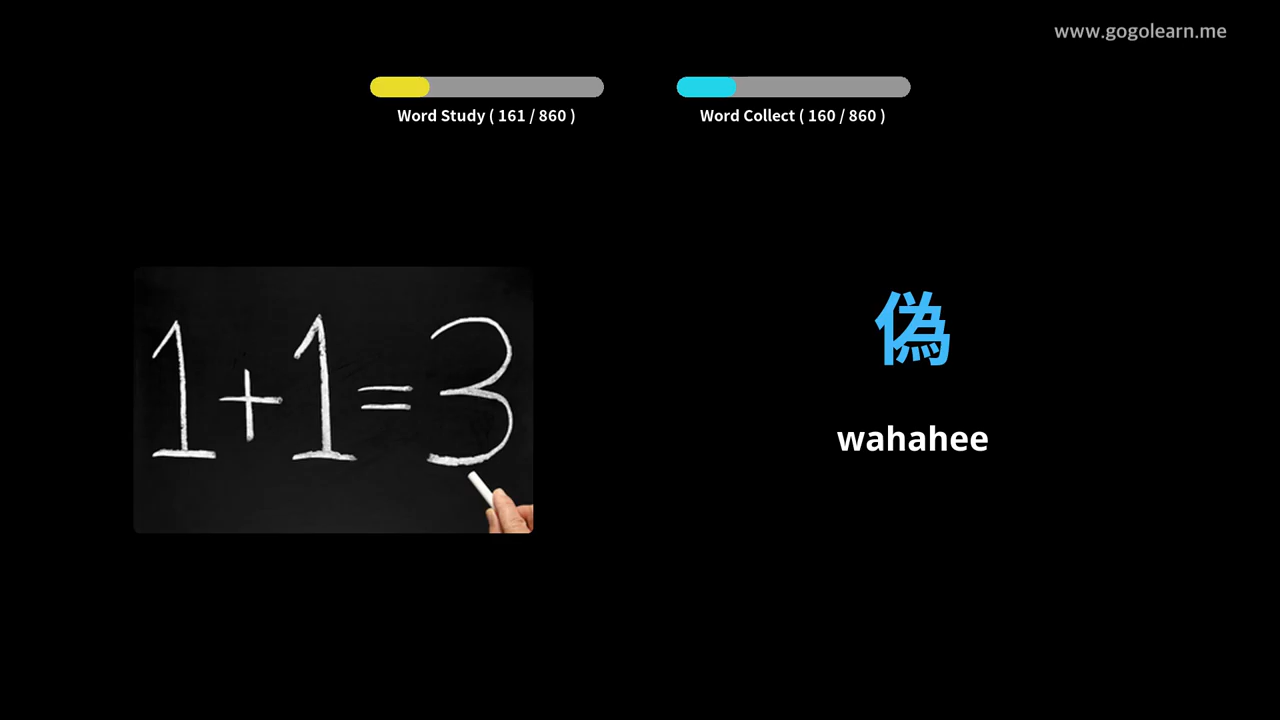 www.gogolearn.me
Word Study ( 161 / 860 )
Word Collect ( 160 / 860 )
1+1=3
偽
wahahee